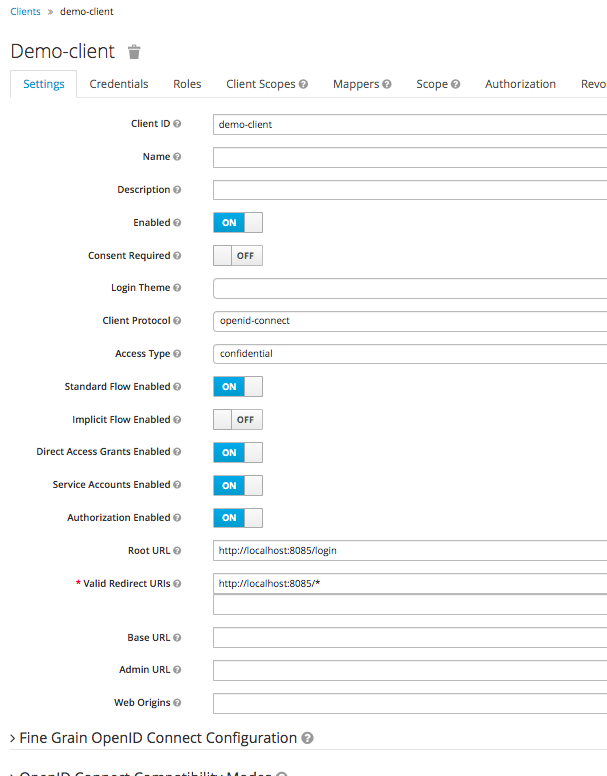 Clients » demo-client
Demo-client
Settings Credentials Roles Client Scopes Mappers Scope Authorization Revo
Client ID demo-client
Name
Description
Enabled ON
Consent Required OFF
Login Theme
Client Protocol openid-connect
Access Type confidential
Standard Flow Enabled ON
Implicit Flow Enabled OFF
Direct Access Grants Enabled ON
Service Accounts Enabled ON
Authorization Enabled ON
Root URL http://localhost:8085/login
* Valid Redirect URIs http://localhost:8085/*
Base URL
Admin URL
Web Origins
Fine Grain OpenID Connect Configuration
OpenID Connect Compatibility Modes